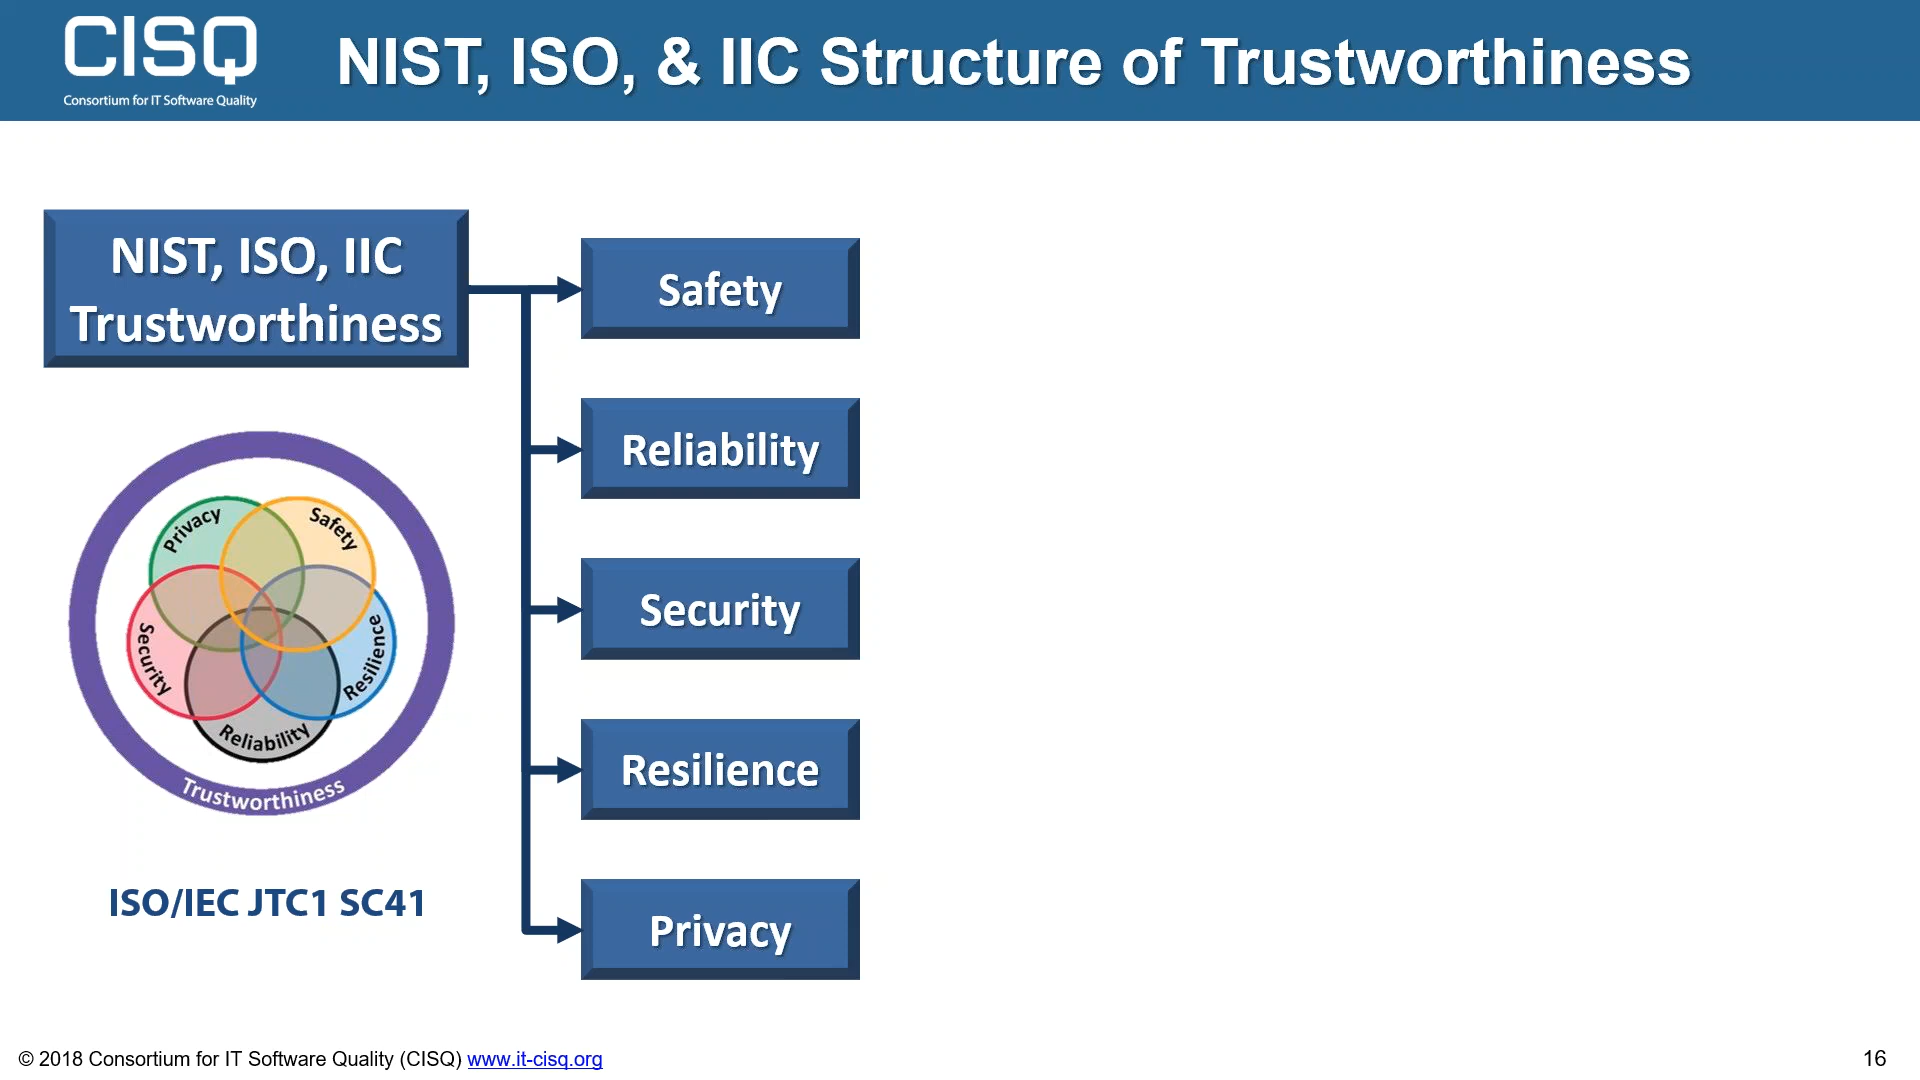 CISQ
Consortium for IT Software Quality
NIST, ISO, & IIC Structure of Trustworthiness
NIST, ISO, IIC
Trustworthiness
Safety
Reliability
Security
Resilience
Privacy
Privacy
Safety
Security
Resilience
Reliability
Trustworthiness
ISO/IEC JTC1 SC41
© 2018 Consortium for IT Software Quality (CISQ) www.it-cisq.org
16